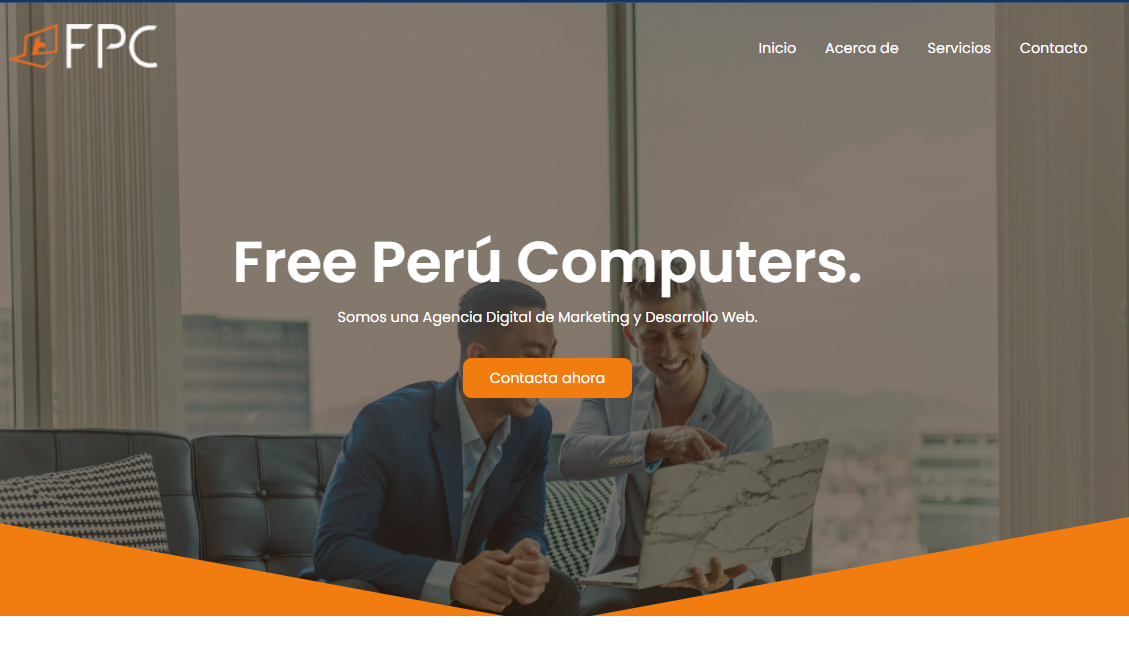 FPC
Inicio Acerca de Servicios Contacto
Free Perú Computers.
Somos una Agencia Digital de Marketing y Desarrollo Web.
Contacta ahora